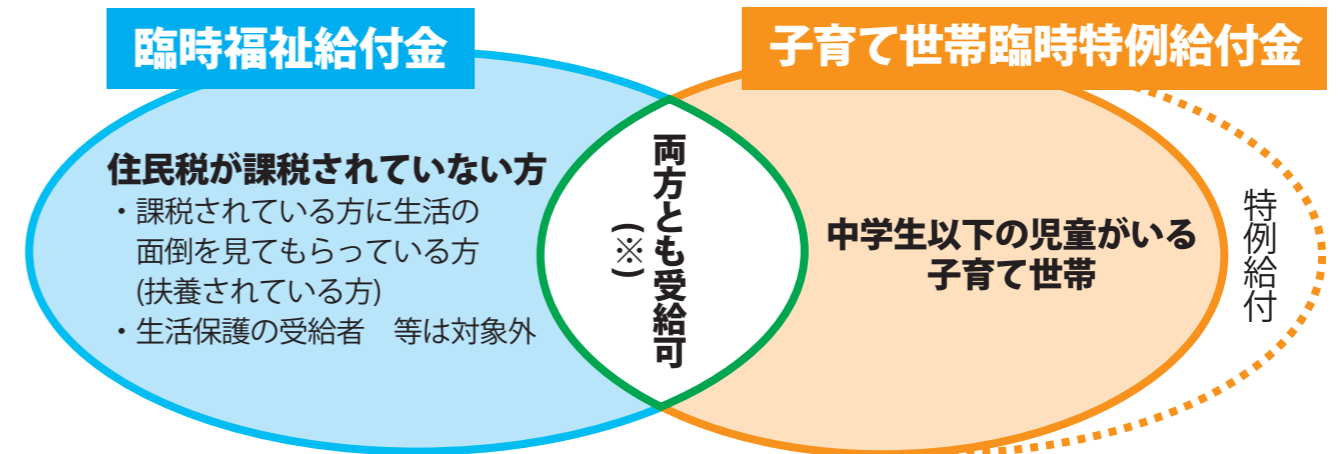 臨時福祉給付金
子育て世帯臨時特例給付金
住民税が課税されていない方
・課税されている方に生活の
面倒を見てもらっている方
(扶養されている方)
・生活保護の受給者　等は対象外
両方とも受給可
(※)
中学生以下の児童がいる
子育て世帯
特例給付